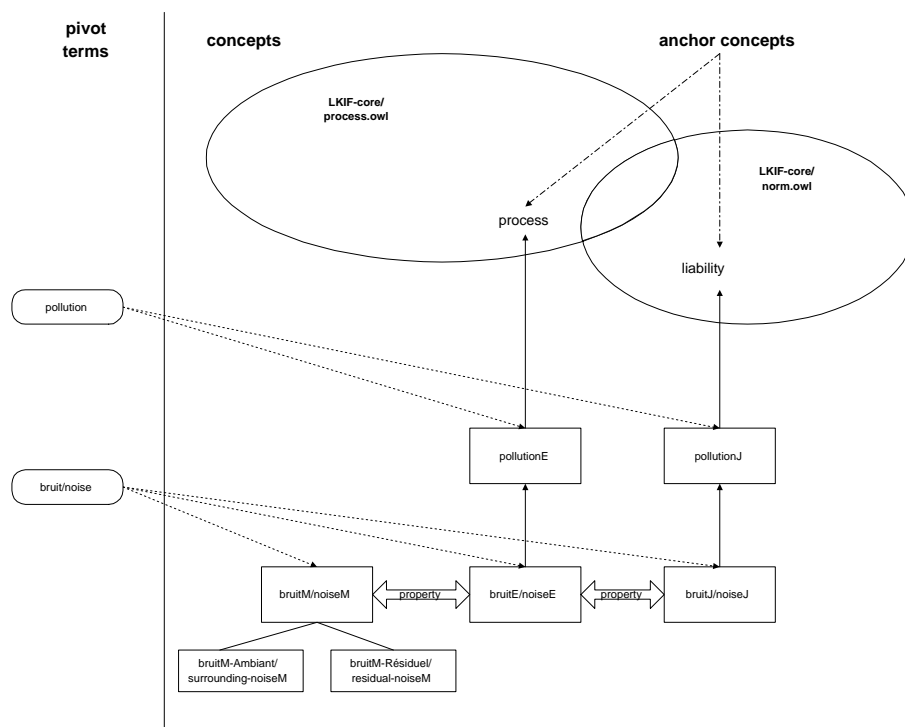 pivot
terms
concepts
anchor concepts
LKIF-core/
process.owl
LKIF-core/
norm.owl
process
liability
pollution
pollutionE
pollutionJ
bruit/noise
bruitM/noiseM
property
bruitE/noiseE
property
bruitJ/noiseJ
bruitM-Ambiant/
surrounding-noiseM
bruitM-Résiduel/
residual-noiseM